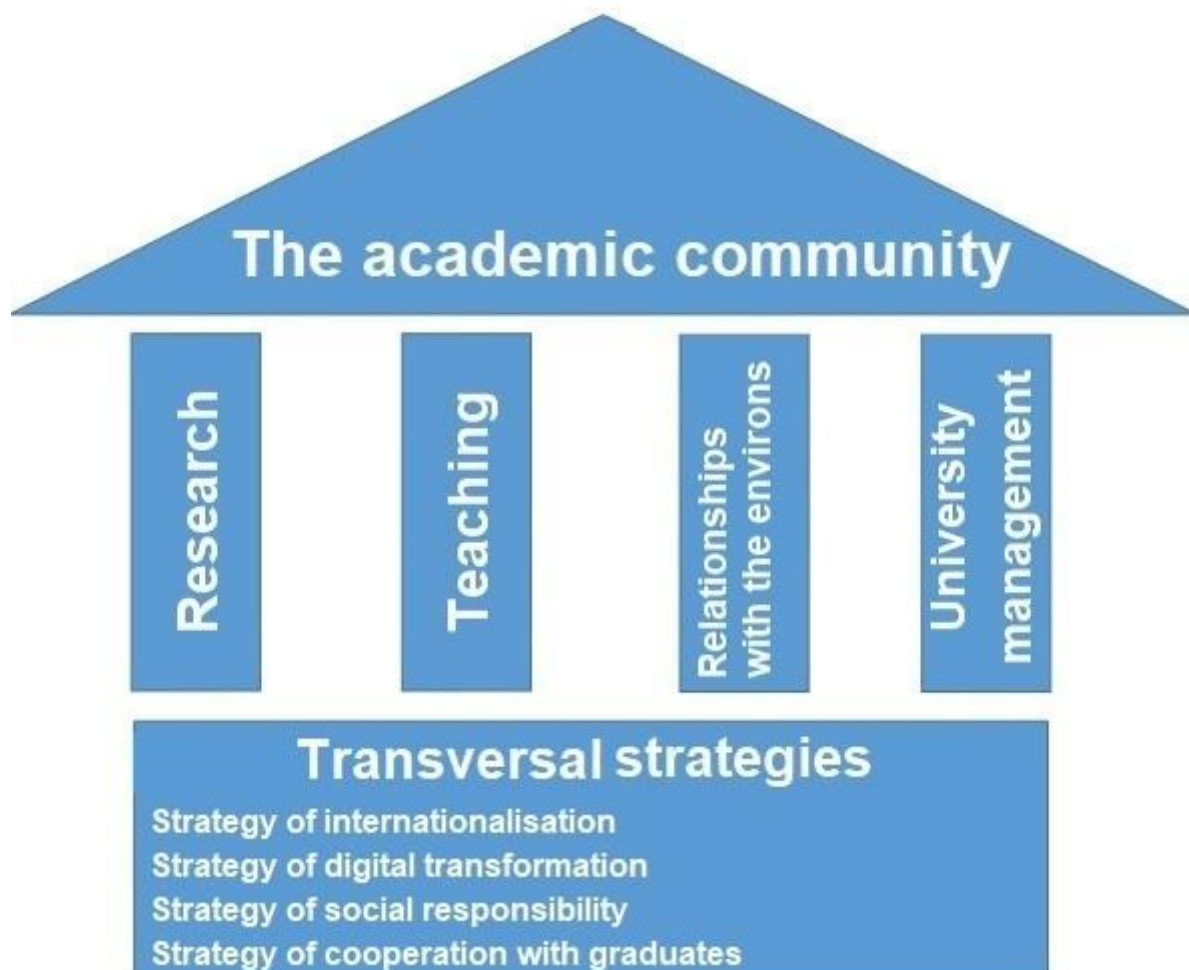 The academic community
Research
Teaching
Relationships
with the environs
University
management
Transversal strategies
Strategy of internationalisation
Strategy of digital transformation
Strategy of social responsibility
Strategy of cooperation with graduates